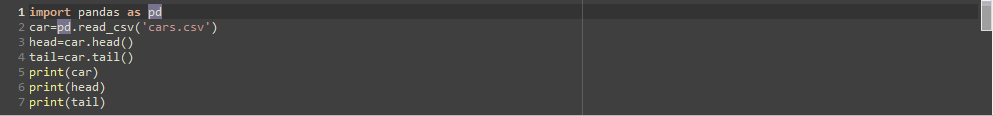 1 import pandas as pd
2 car=pd.read_csv('cars.csv')
3 head=car.head()
4 tail=car.tail()
5 print(car)
6 print(head)
7 print(tail)